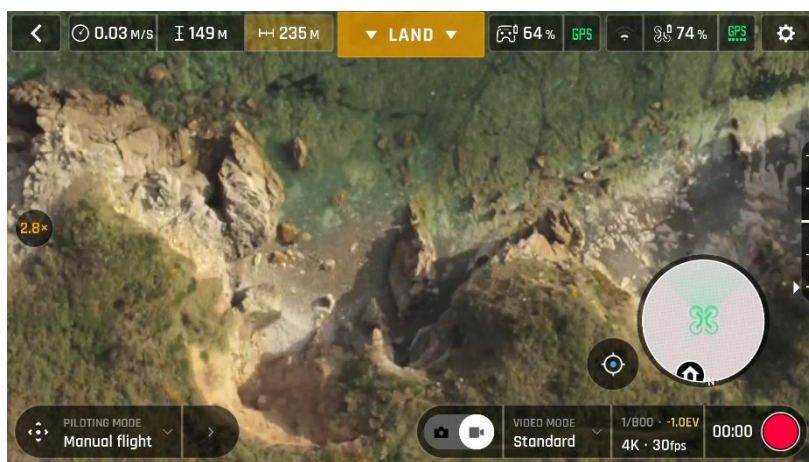 0.03 M/S
149 M
235 M
LAND
64 %
GPS
74 %
GPS
2.8×
N
PILOTING MODE
Manual flight
VIDEO MODE
Standard
1/800 · -1.0EV
4K · 30fps
00:00